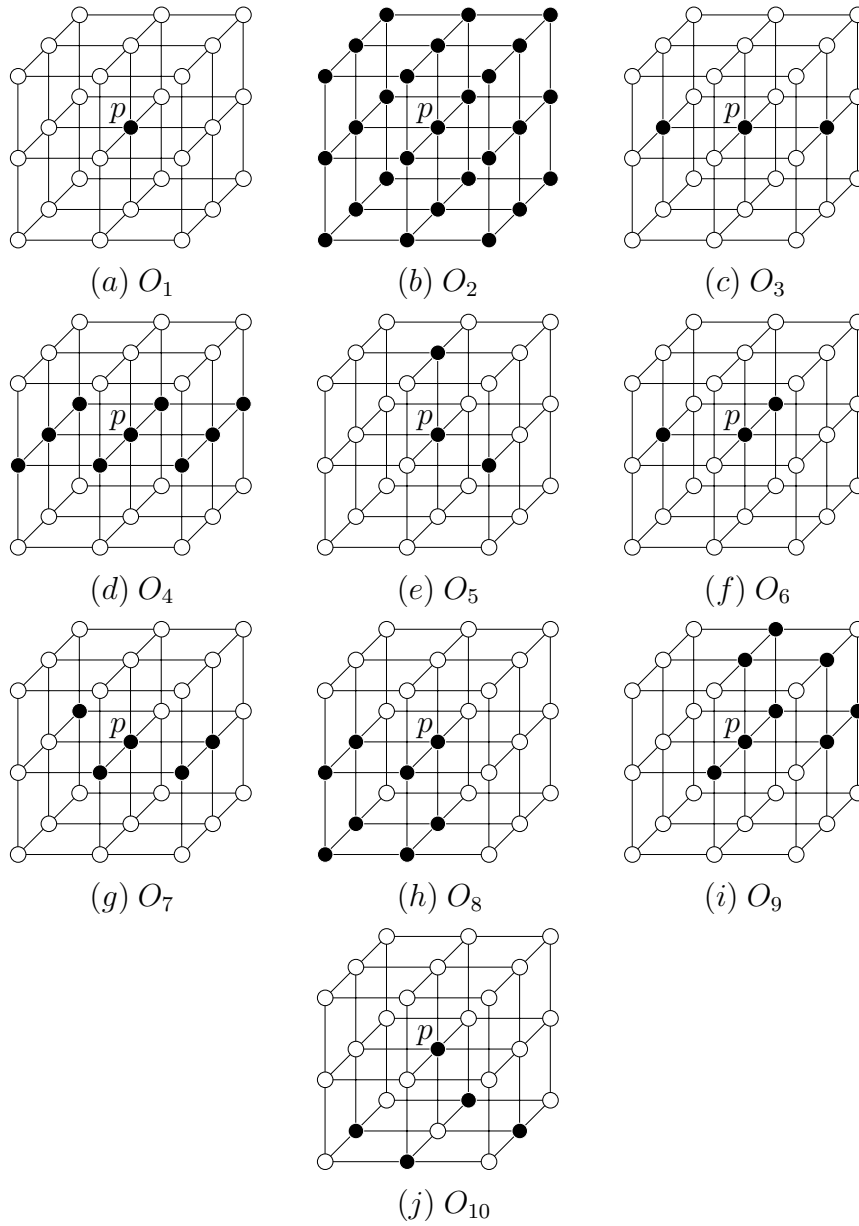 p p p
(a) O₁ (b) O₂ (c) O₃
p p p
(d) O₄ (e) O₅ (f) O₆
p p p
(g) O₇ (h) O₈ (i) O₉
p
(j) O₁₀